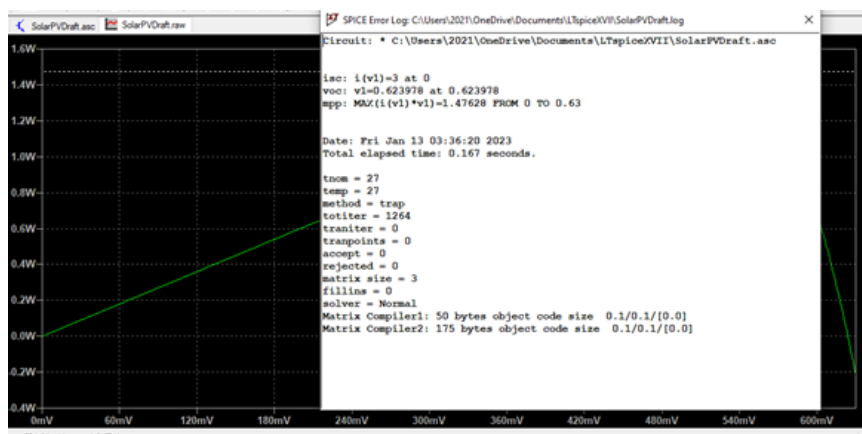 SolarPVDraft.asc SolarPVDraft.raw
SPICE Error Log: C:\Users\2021\OneDrive\Documents\LTspiceXVII\SolarPVDraft.log
Circuit: * C:\Users\2021\OneDrive\Documents\LTspiceXVII\SolarPVDraft.asc
isc: i(v1)=3 at 0
voc: v1=0.623978 at 0.623978
mpp: MAX(i(v1)*v1)=1.47628 FROM 0 TO 0.63
Date: Fri Jan 13 03:36:20 2023
Total elapsed time: 0.167 seconds.
tnom = 27
temp = 27
method = trap
totiter = 1264
traniter = 0
tranpoints = 0
accept = 0
rejected = 0
matrix size = 3
fillins = 0
solver = Normal
Matrix Compiler1: 50 bytes object code size 0.1/0.1/[0.0]
Matrix Compiler2: 175 bytes object code size 0.1/0.1/[0.0]
1.6W
1.4W
1.2W
1.0W
0.8W
0.6W
0.4W
0.2W
0.0W
-0.2W
-0.4W
0mV 60mV 120mV 180mV 240mV 300mV 360mV 420mV 480mV 540mV 600mV